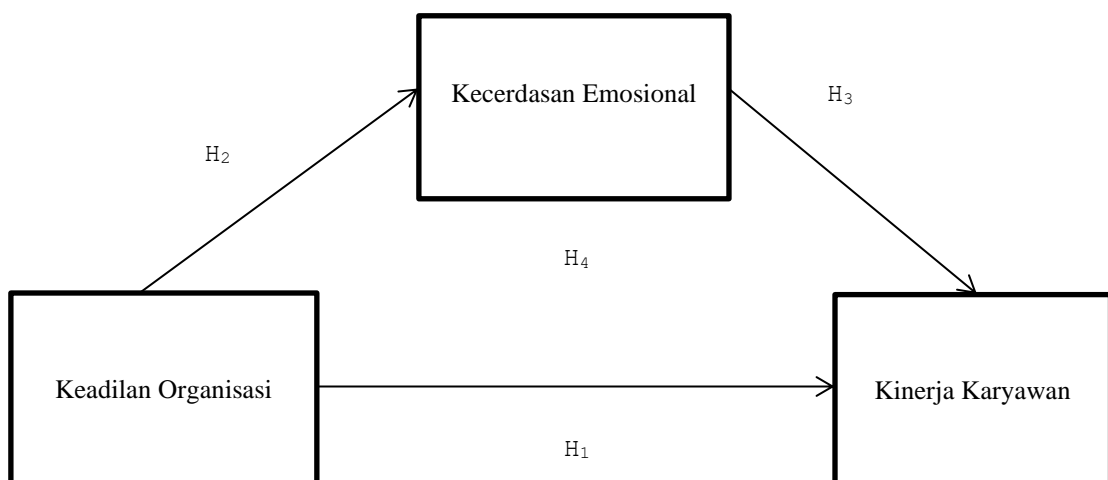 Kecerdasan Emosional
H₃
H₂
H₄
Keadilan Organisasi
Kinerja Karyawan
H₁